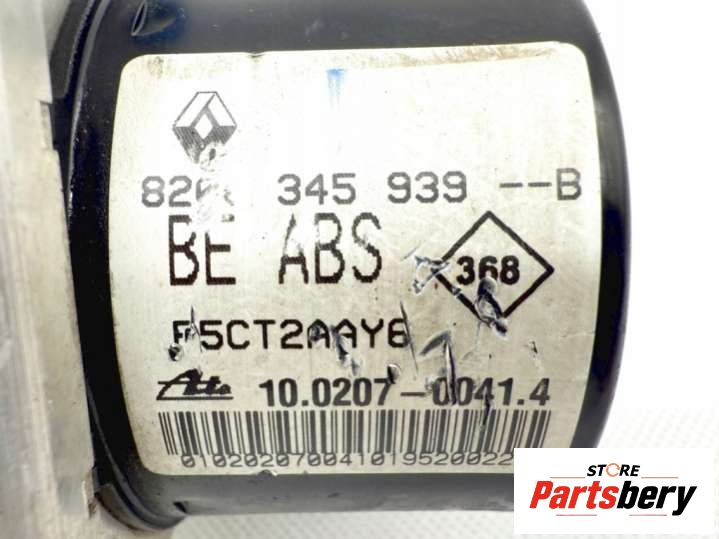 345 939 --B
BE ABS
368
Ate 10.0207-0041.4
STORE
Partsbery